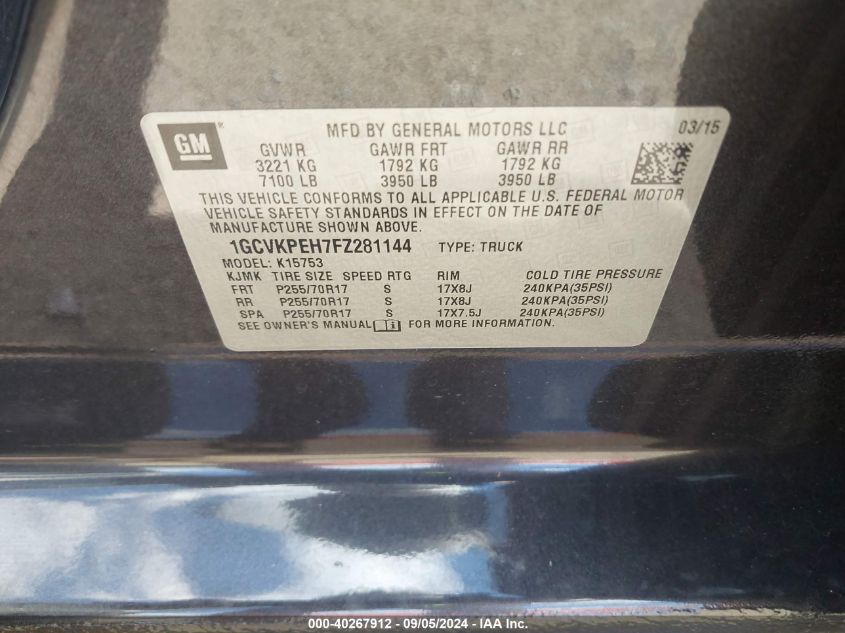 GM®
MFD BY GENERAL MOTORS LLC 03/15
GVWR GAWR FRT GAWR RR
3221 KG 1792 KG 1792 KG
7100 LB 3950 LB 3950 LB
THIS VEHICLE CONFORMS TO ALL APPLICABLE U.S. FEDERAL MOTOR
VEHICLE SAFETY STANDARDS IN EFFECT ON THE DATE OF
MANUFACTURE SHOWN ABOVE.
1GCVKPEH7FZ281144 TYPE: TRUCK
MODEL: K15753
KJMK TIRE SIZE SPEED RTG RIM COLD TIRE PRESSURE
FRT P255/70R17 S 17X8J 240KPA(35PSI)
RR P255/70R17 S 17X8J 240KPA(35PSI)
SPA P255/70R17 S 17X7.5J 240KPA(35PSI)
SEE OWNER'S MANUAL FOR MORE INFORMATION.
000-40267912 - 09/05/2024 - IAA.